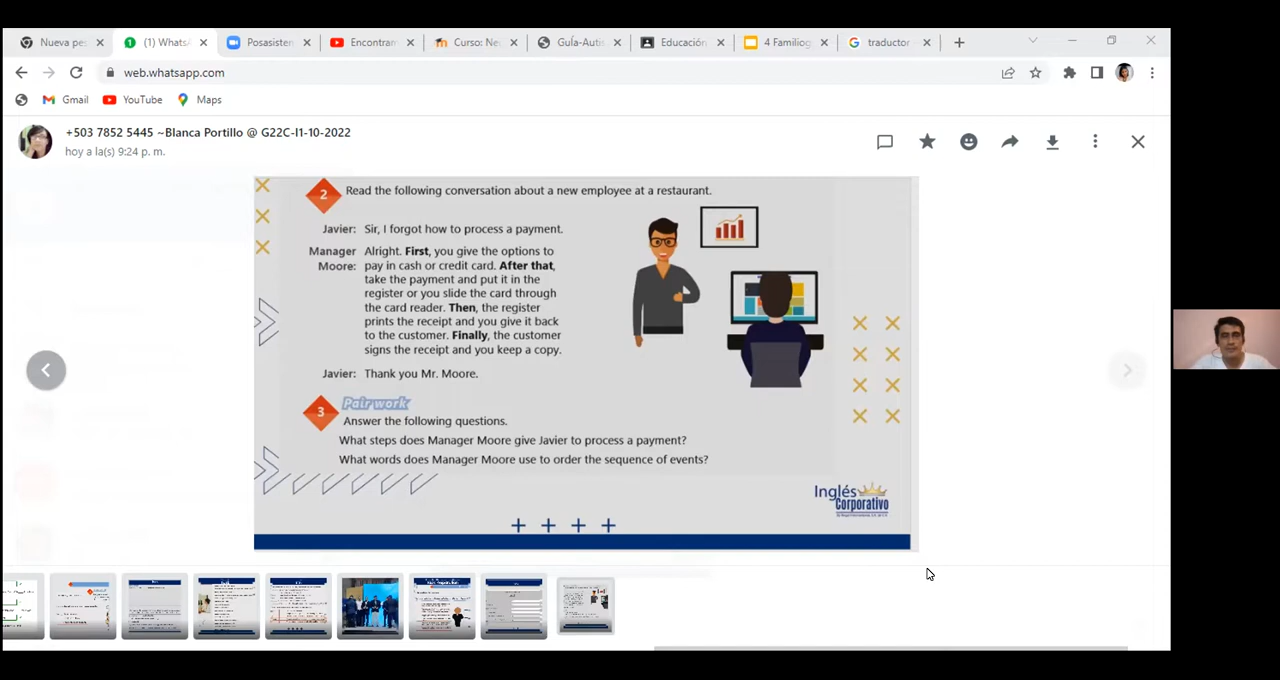 Nueva pes
(1) Whats
Posasisten
Encontram
Curso: Ne
Guía-Auti
Educación
4 Familiog
traductor
web.whatsapp.com
Gmail
YouTube
Maps
+503 7852 5445 ~Blanca Portillo @ G22C-I1-10-2022
hoy a la(s) 9:24 p. m.
2 Read the following conversation about a new employee at a restaurant.
Javier: Sir, I forgot how to process a payment.
Manager Alright. First, you give the options to
Moore: pay in cash or credit card. After that,
take the payment and put it in the
register or you slide the card through
the card reader. Then, the register
prints the receipt and you give it back
to the customer. Finally, the customer
signs the receipt and you keep a copy.
Javier: Thank you Mr. Moore.
3 Pair work
Answer the following questions.
What steps does Manager Moore give Javier to process a payment?
What words does Manager Moore use to order the sequence of events?
Inglés
Corporativo